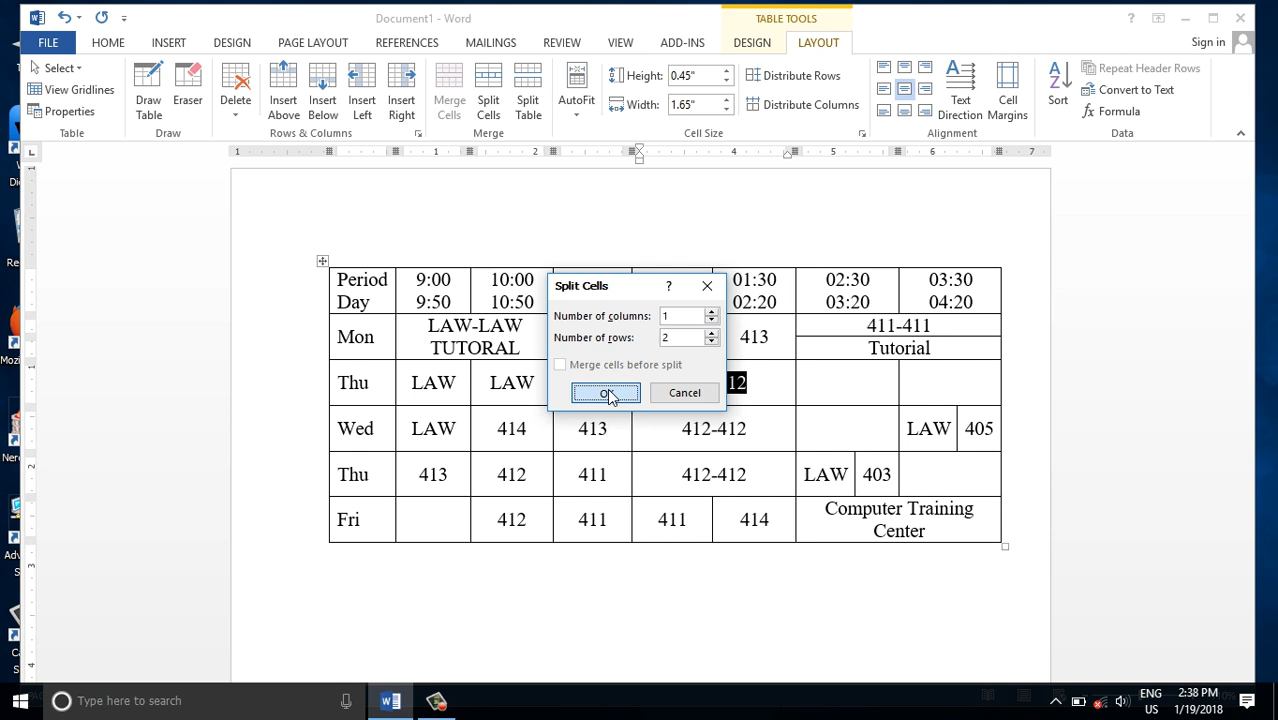 Document1 - Word
TABLE TOOLS
FILE HOME INSERT DESIGN PAGE LAYOUT REFERENCES MAILINGS REVIEW VIEW ADD-INS DESIGN LAYOUT Sign in
Select
View Gridlines
Properties
Table
Draw Table
Eraser
Draw
Delete
Insert Above
Insert Below
Insert Left
Insert Right
Rows & Columns
Merge Cells
Split Cells
Split Table
Merge
AutoFit
Height: 0.45"
Width: 1.65"
Distribute Rows
Distribute Columns
Cell Size
Text Direction
Cell Margins
Alignment
Sort
Repeat Header Rows
Convert to Text
Formula
Data
1 1 2 4 5 6 7
Period 9:00 10:00 01:30 02:30 03:30
Day 9:50 10:50 02:20 03:20 04:20
Mon LAW-LAW TUTORAL 413 411-411
Tutorial
Thu LAW LAW 12
Wed LAW 414 413 412-412 LAW 405
Thu 413 412 411 412-412 LAW 403
Fri 412 411 411 414 Computer Training
Center
Split Cells ?
Number of columns: 1
Number of rows: 2
Merge cells before split
Cancel
Type here to search
ENG
US
2:38 PM
1/19/2018